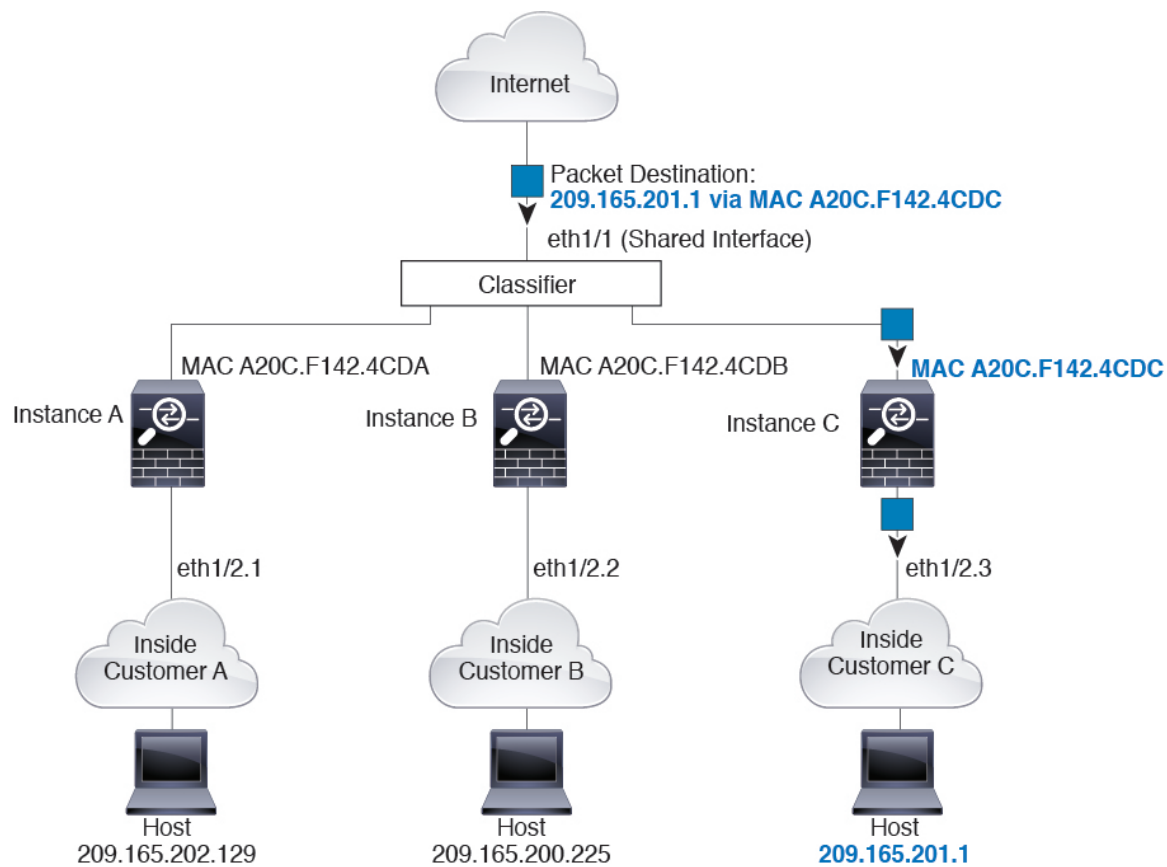 Internet
Packet Destination:
209.165.201.1 via MAC A20C.F142.4CDC
eth1/1 (Shared Interface)
Classifier
MAC A20C.F142.4CDA
MAC A20C.F142.4CDB
MAC A20C.F142.4CDC
Instance A
Instance B
Instance C
eth1/2.1
eth1/2.2
eth1/2.3
Inside
Customer A
Inside
Customer B
Inside
Customer C
Host
209.165.202.129
Host
209.165.200.225
Host
209.165.201.1